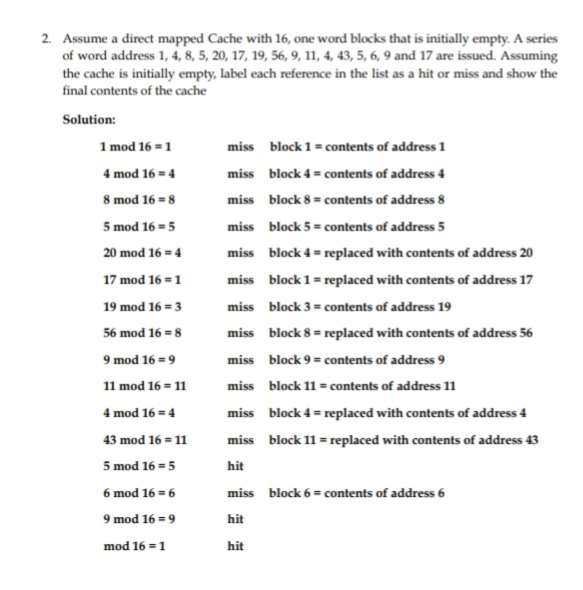 2. Assume a direct mapped Cache with 16, one word blocks that is initially empty. A series
of word address 1, 4, 8, 5, 20, 17, 19, 56, 9, 11, 4, 43, 5, 6, 9 and 17 are issued. Assuming
the cache is initially empty, label each reference in the list as a hit or miss and show the
final contents of the cache
Solution:
1 mod 16 = 1 miss block 1 = contents of address 1
4 mod 16 = 4 miss block 4 = contents of address 4
8 mod 16 = 8 miss block 8 = contents of address 8
5 mod 16 = 5 miss block 5 = contents of address 5
20 mod 16 = 4 miss block 4 = replaced with contents of address 20
17 mod 16 = 1 miss block 1 = replaced with contents of address 17
19 mod 16 = 3 miss block 3 = contents of address 19
56 mod 16 = 8 miss block 8 = replaced with contents of address 56
9 mod 16 = 9 miss block 9 = contents of address 9
11 mod 16 = 11 miss block 11 = contents of address 11
4 mod 16 = 4 miss block 4 = replaced with contents of address 4
43 mod 16 = 11 miss block 11 = replaced with contents of address 43
5 mod 16 = 5 hit
6 mod 16 = 6 miss block 6 = contents of address 6
9 mod 16 = 9 hit
mod 16 = 1 hit